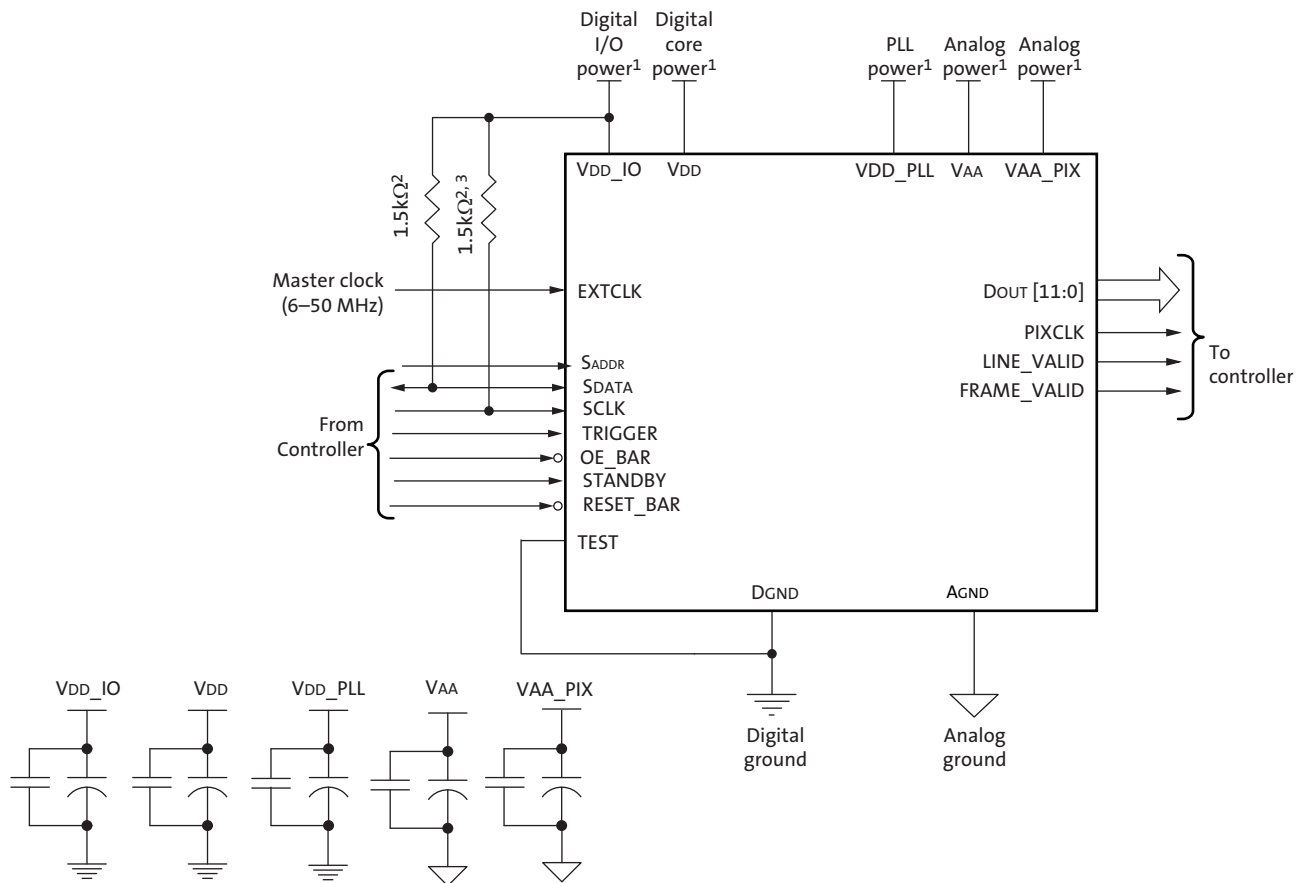 Digital
I/O
power1
Digital
core
power1
PLL
power1
Analog
power1
Analog
power1
VDD_IO
VDD
VDD_PLL
VAA
VAA_PIX
1.5kΩ2
1.5kΩ2, 3
Master clock
(6–50 MHz)
EXTCLK
SADDR
SDATA
SCLK
TRIGGER
OE_BAR
STANDBY
RESET_BAR
TEST
From
Controller
DOUT [11:0]
PIXCLK
LINE_VALID
FRAME_VALID
To
controller
DGND
AGND
Digital
ground
Analog
ground
VDD_IO
VDD
VDD_PLL
VAA
VAA_PIX